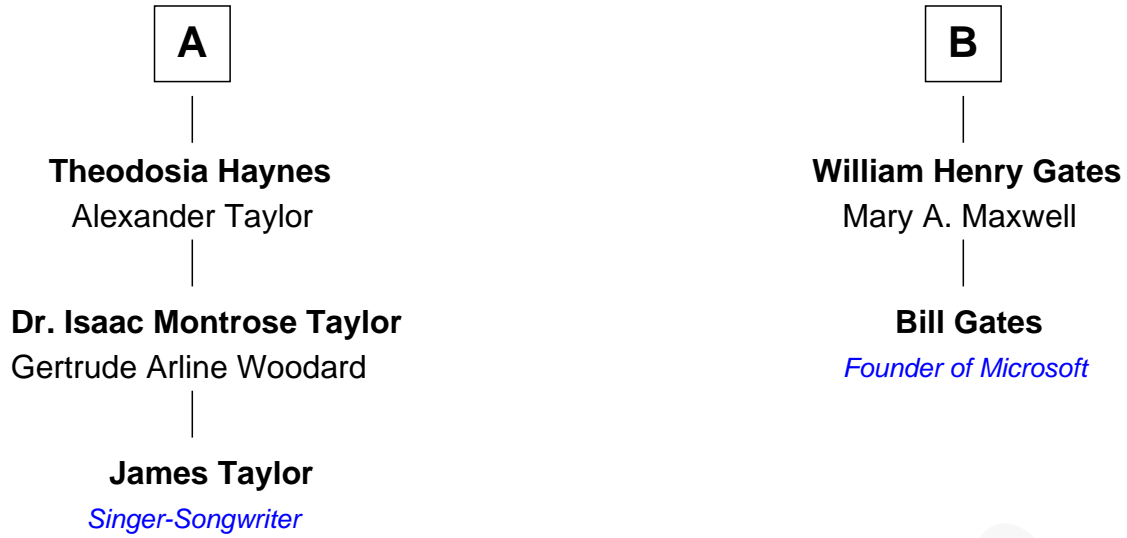 A
Theodosia Haynes
Alexander Taylor
Dr. Isaac Montrose Taylor
Gertrude Arline Woodard
James Taylor
Singer-Songwriter
B
William Henry Gates
Mary A. Maxwell
Bill Gates
Founder of Microsoft